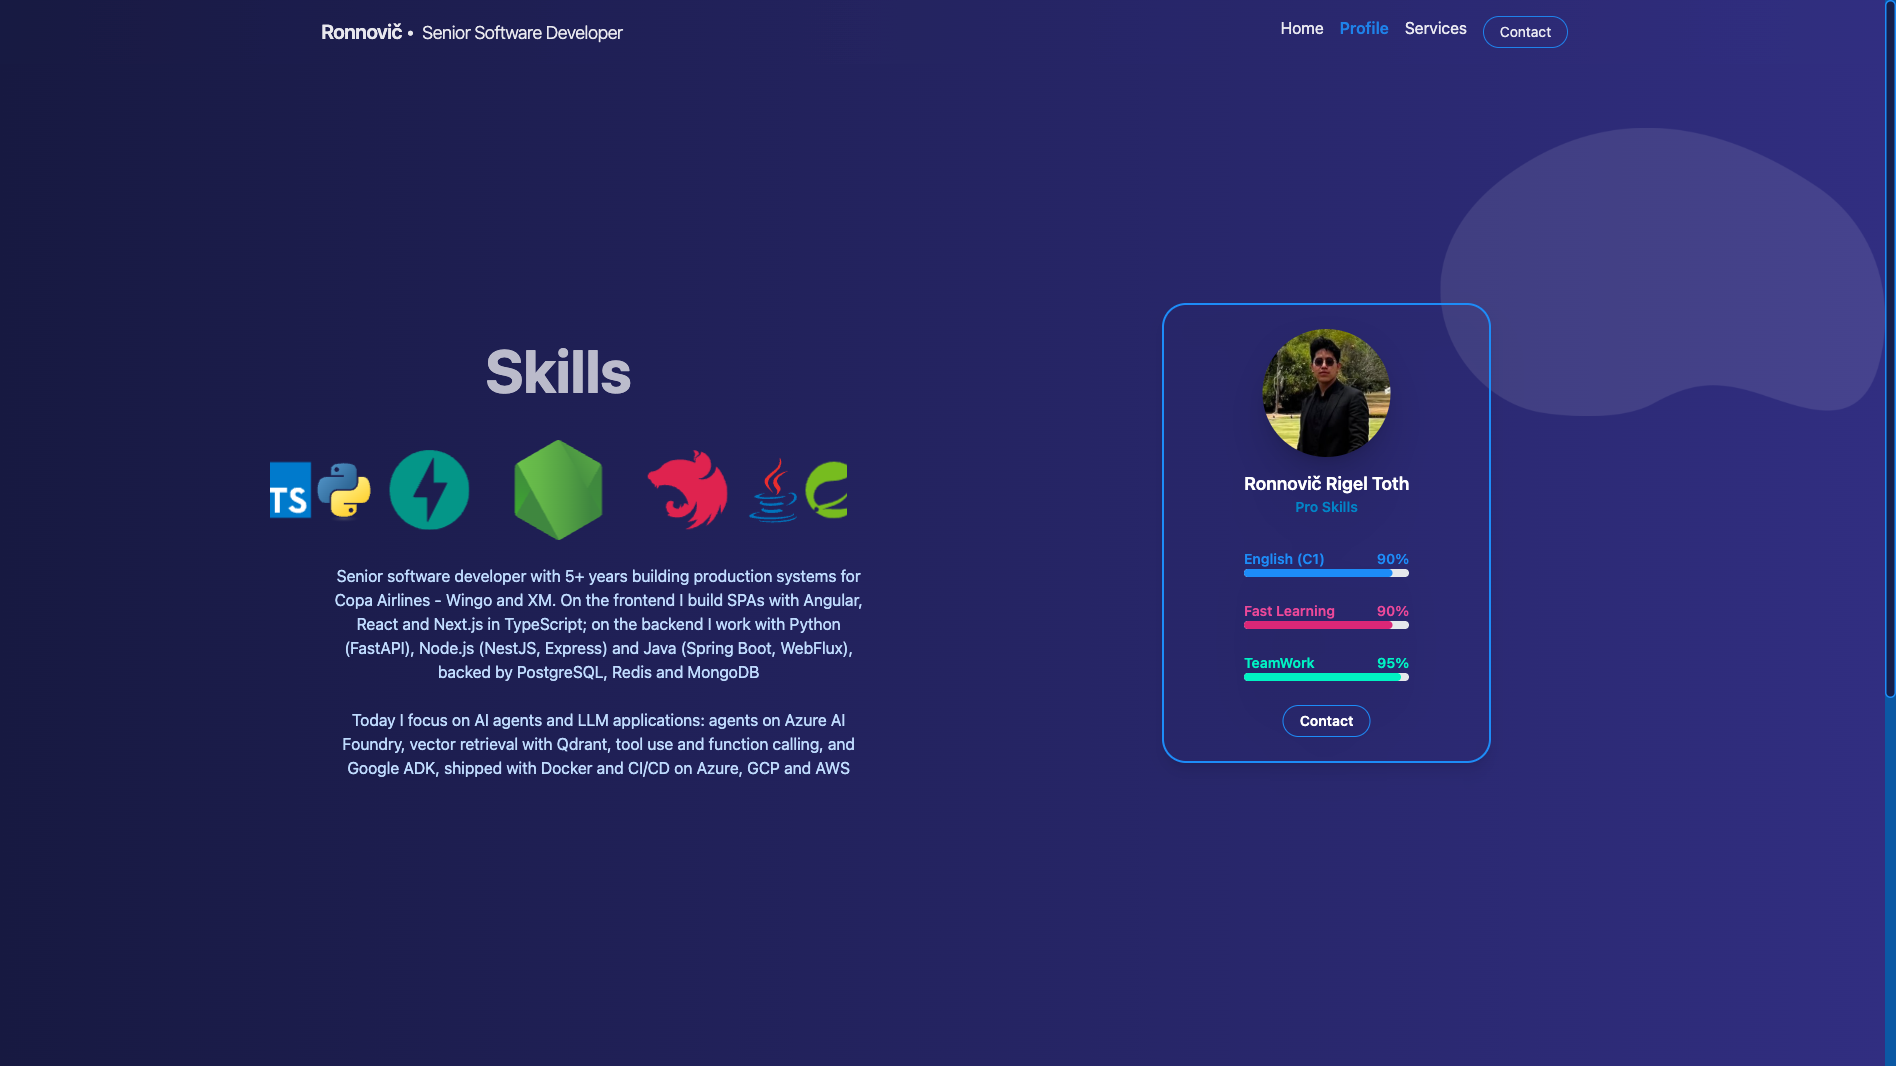 Ronnovič • Senior Software Developer
Home Profile Services Contact
Skills
TS
Senior software developer with 5+ years building production systems for
Copa Airlines - Wingo and XM. On the frontend I build SPAs with Angular,
React and Next.js in TypeScript; on the backend I work with Python
(FastAPI), Node.js (NestJS, Express) and Java (Spring Boot, WebFlux),
backed by PostgreSQL, Redis and MongoDB
Today I focus on AI agents and LLM applications: agents on Azure AI
Foundry, vector retrieval with Qdrant, tool use and function calling, and
Google ADK, shipped with Docker and CI/CD on Azure, GCP and AWS
Ronnovič Rigel Toth
Pro Skills
English (C1) 90%
Fast Learning 90%
TeamWork 95%
Contact